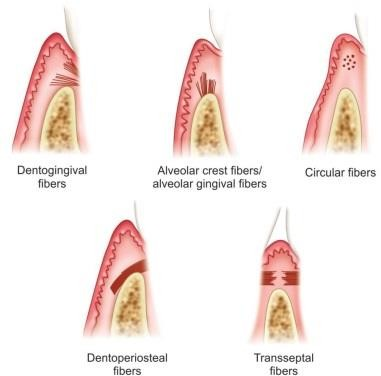 Dentogingival
fibers
Alveolar crest fibers/
alveolar gingival fibers
Circular fibers
Dentoperiosteal
fibers
Transseptal
fibers